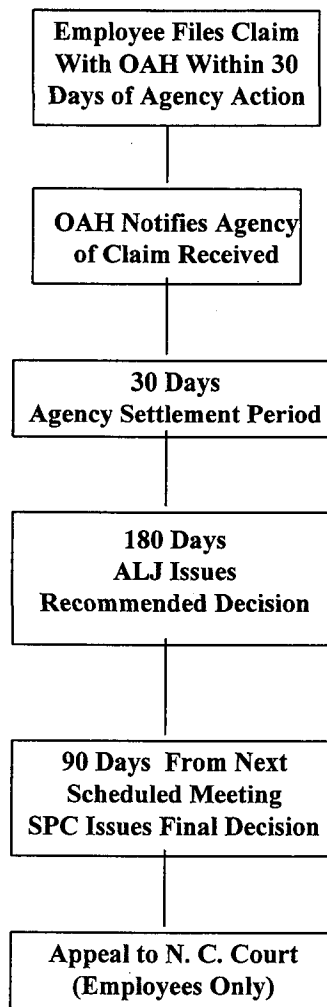 Employee Files Claim
With OAH Within 30
Days of Agency Action
OAH Notifies Agency
of Claim Received
30 Days
Agency Settlement Period
180 Days
ALJ Issues
Recommended Decision
90 Days From Next
Scheduled Meeting
SPC Issues Final Decision
Appeal to N. C. Court
(Employees Only)